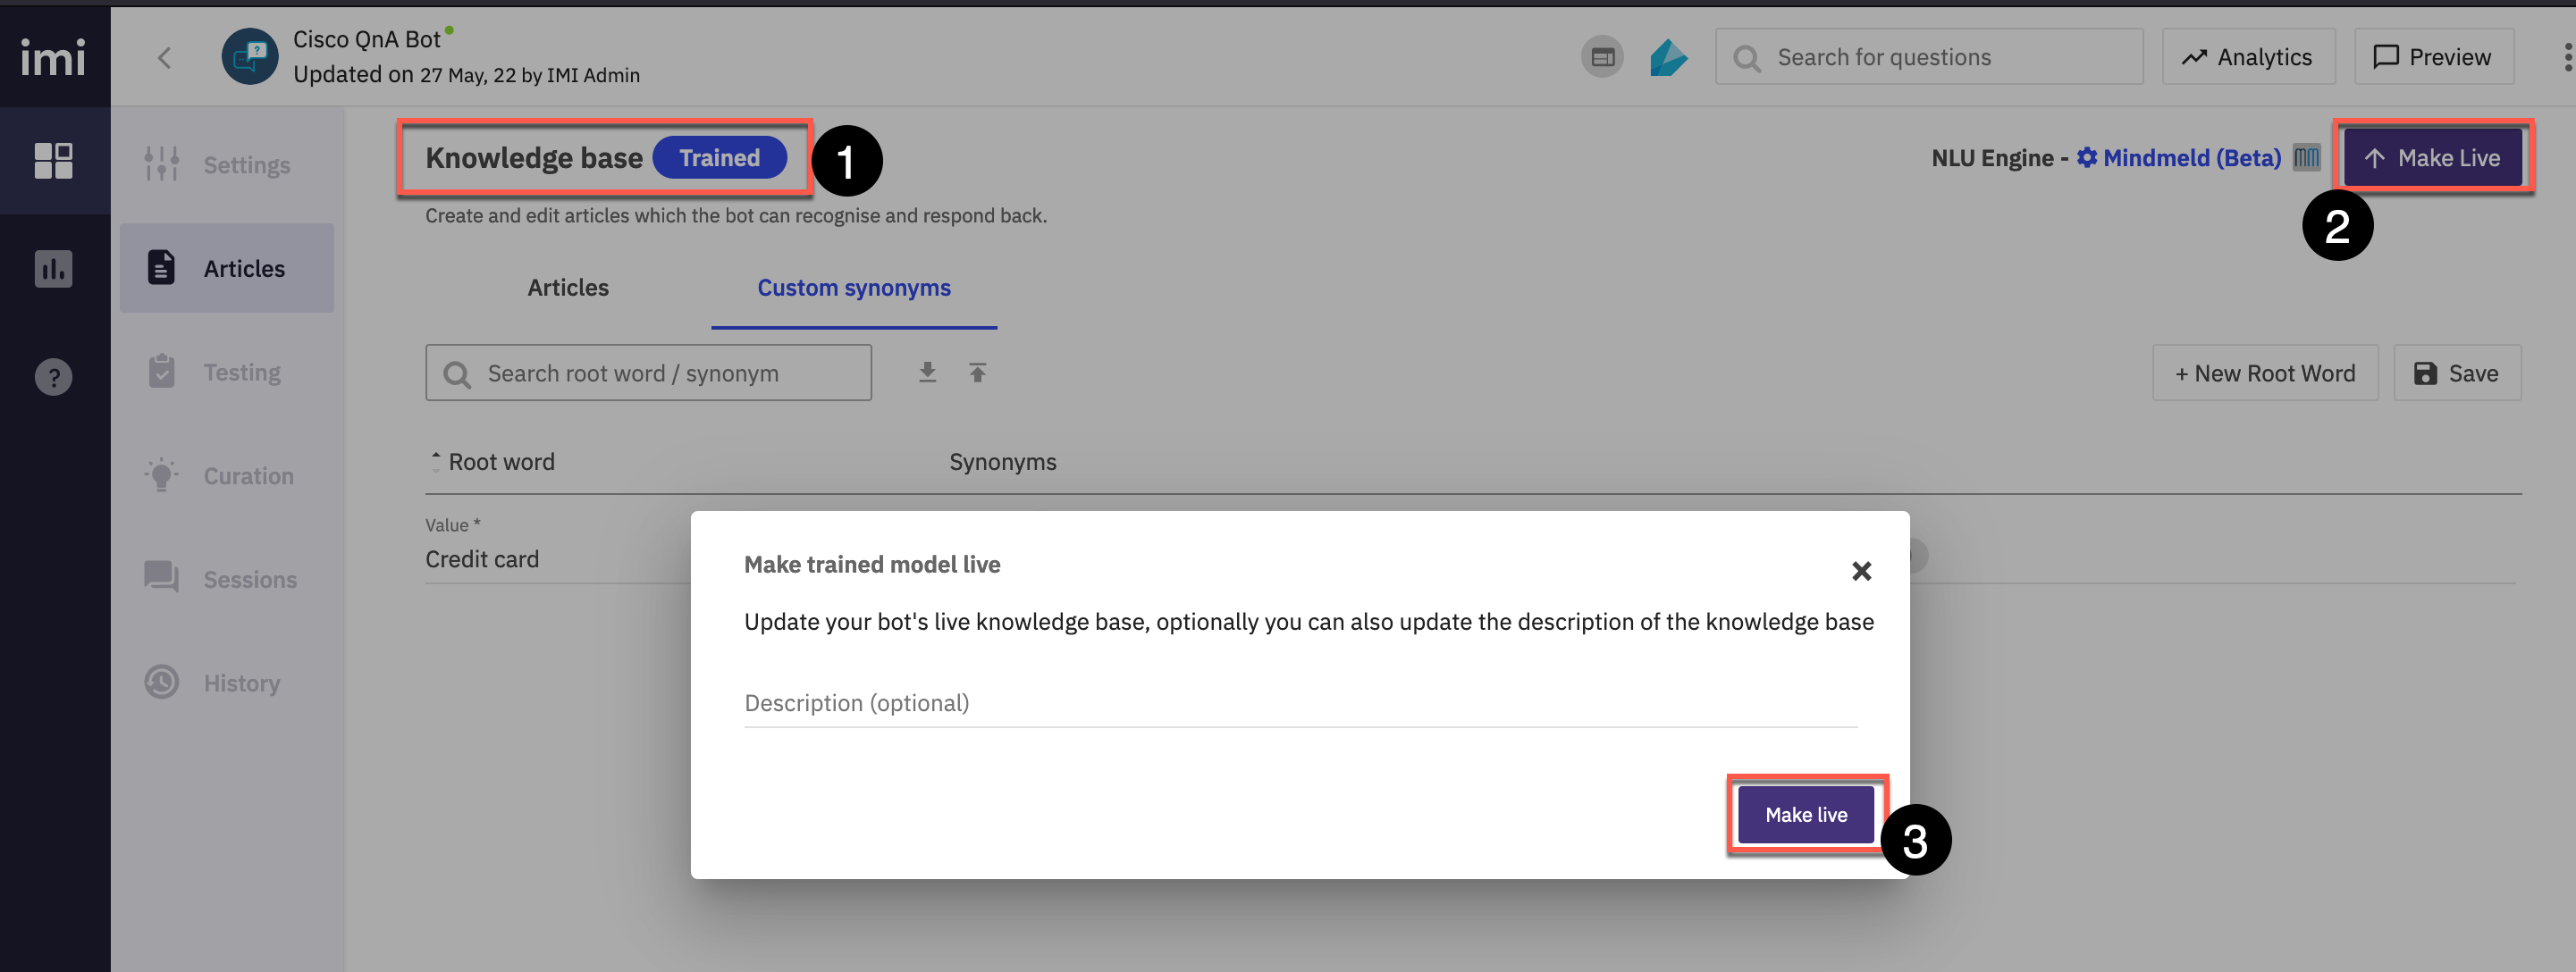 imi
Cisco QnA Bot
Updated on 27 May, 22 by IMI Admin
Search for questions
Analytics
Preview
Settings
Articles
Testing
Curation
Sessions
History
Knowledge base Trained
1
NLU Engine - Mindmeld (Beta)
Make Live
2
Create and edit articles which the bot can recognise and respond back.
Articles
Custom synonyms
Search root word / synonym
+ New Root Word
Save
Root word
Synonyms
Value *
Credit card
Make trained model live
Update your bot's live knowledge base, optionally you can also update the description of the knowledge base
Description (optional)
Make live
3